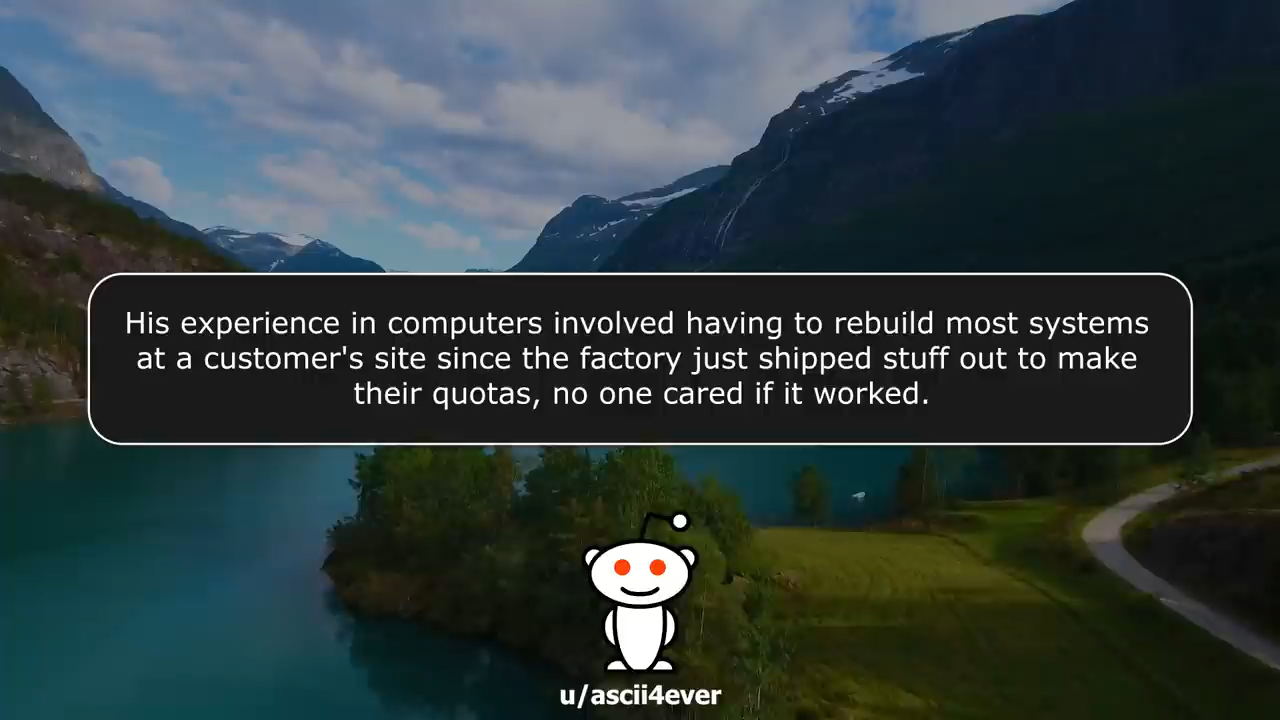 His experience in computers involved having to rebuild most systems
at a customer's site since the factory just shipped stuff out to make
their quotas, no one cared if it worked.
u/ascii4ever